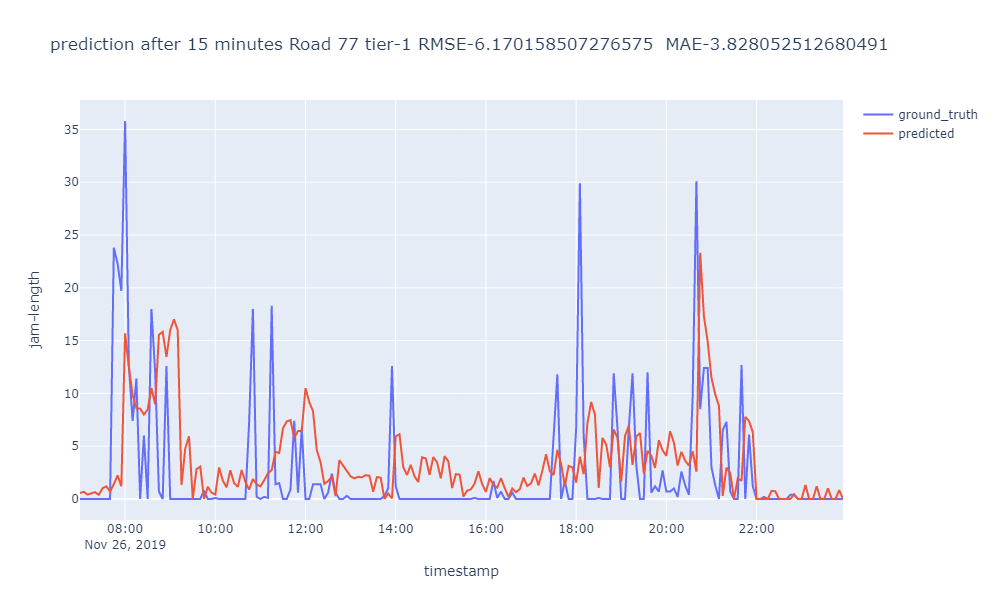 prediction after 15 minutes Road 77 tier-1 RMSE-6.170158507276575 MAE-3.828052512680491
ground_truth
predicted
35
30
25
20
15
10
5
0
jam-length
08:00 10:00 12:00 14:00 16:00 18:00 20:00 22:00
Nov 26, 2019
timestamp